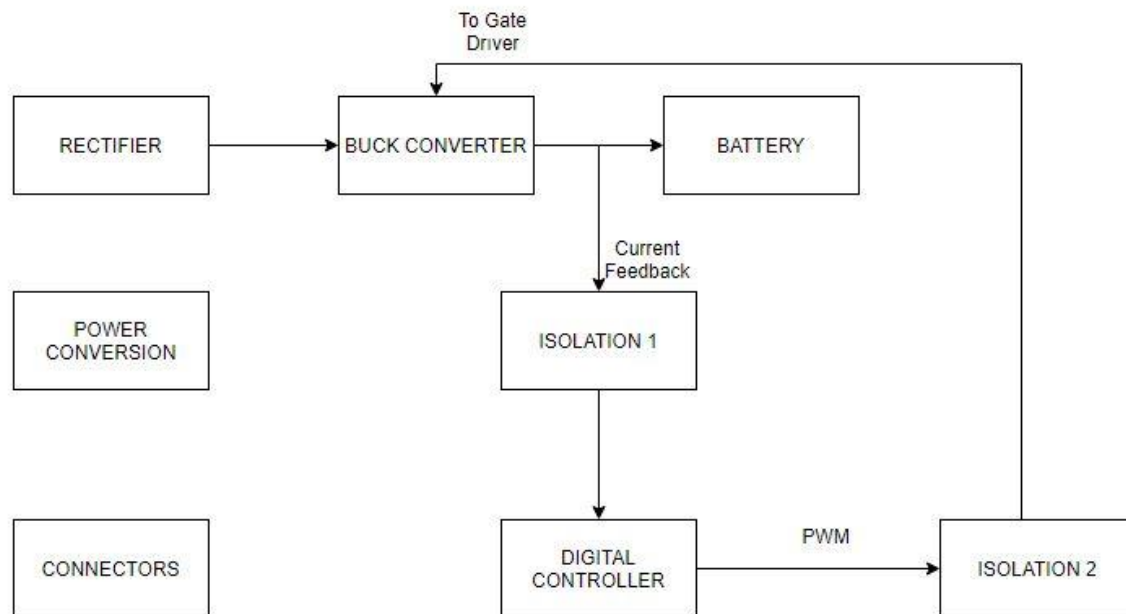 To Gate
Driver
RECTIFIER
BUCK CONVERTER
BATTERY
Current
Feedback
POWER
CONVERSION
ISOLATION 1
PWM
CONNECTORS
DIGITAL
CONTROLLER
ISOLATION 2